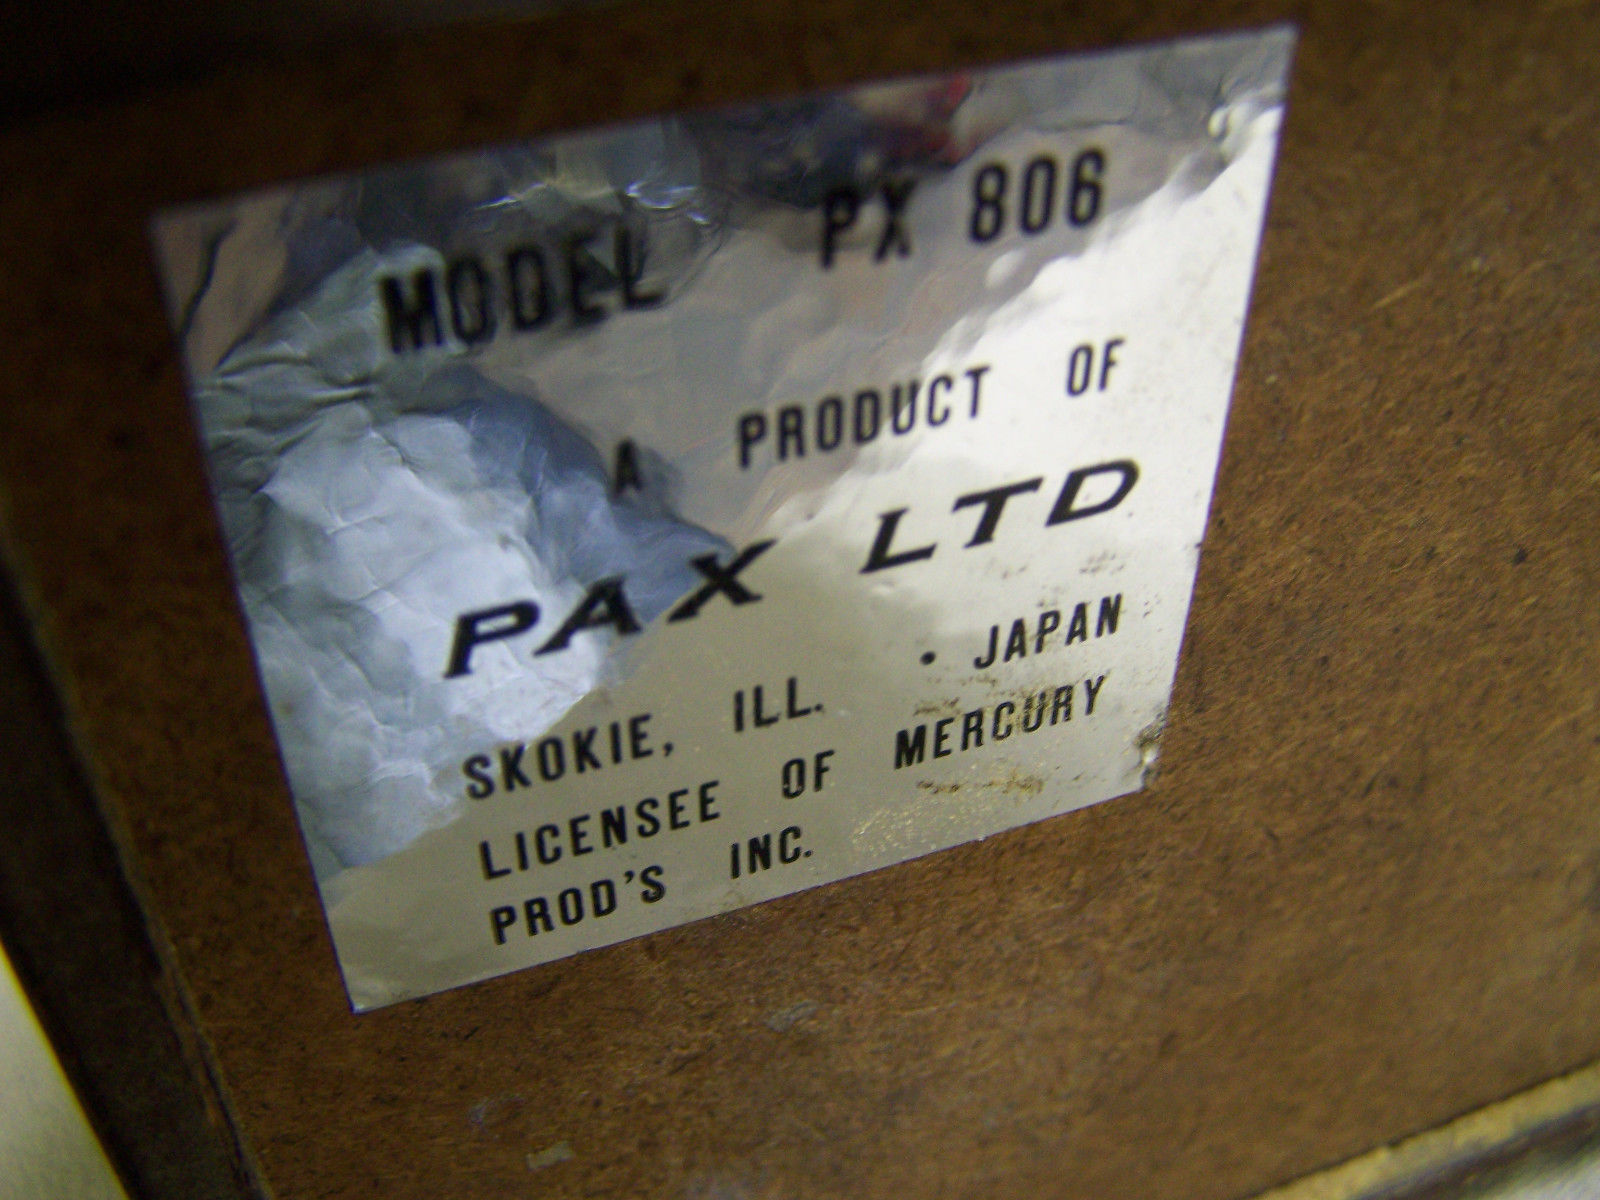 MODEL PX 806
A PRODUCT OF
PAX LTD
SKOKIE, ILL. • JAPAN
LICENSEE OF MERCURY
PROD'S INC.